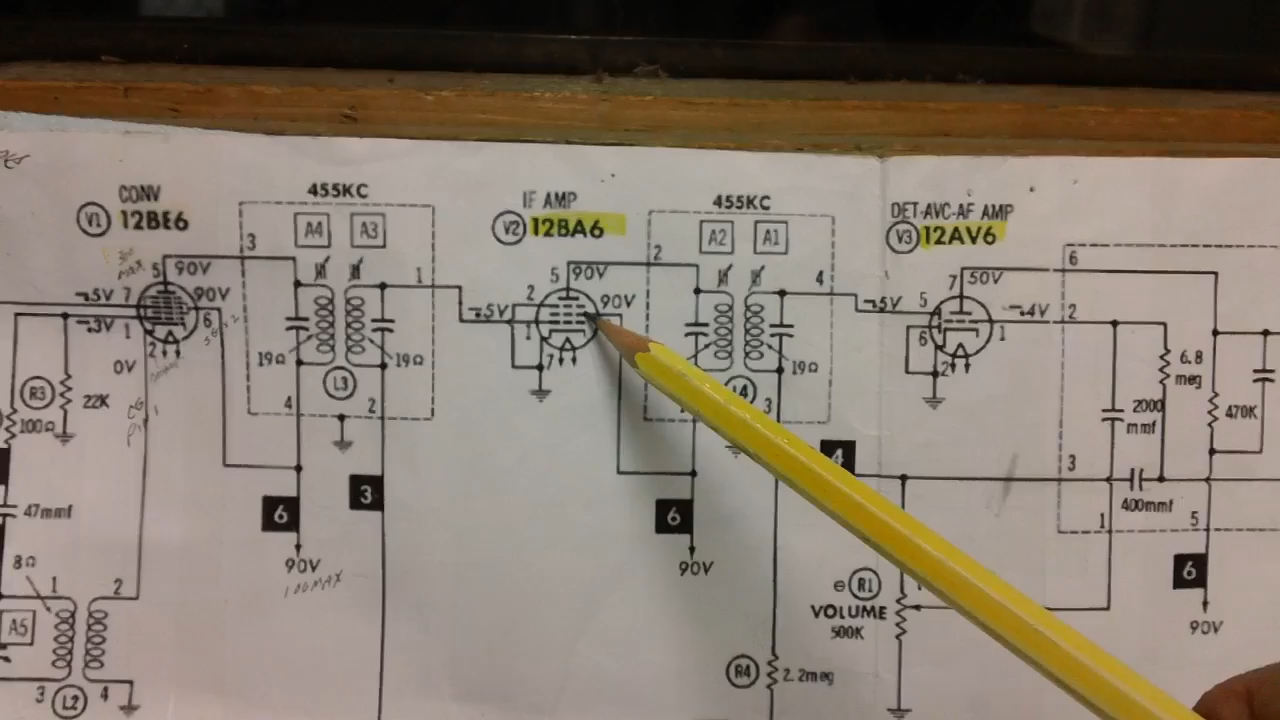 CONV
V1 12BE6
455KC
A4 A3
3
1
5 90V
-.5V 7
90V
6
-.3V
1
2
0V
19Ω
19Ω
L3
4
2
R3
100Ω
22K
47mmf
8Ω
1
2
A5
3
L2
4
6
3
90V
100 MAX
IF AMP
V2 12BA6
5 90V
90V
2
-.5V
1
7
455KC
A2 A1
2
4
19Ω
L4
3
6
90V
R4
2.2meg
DET-AVC-AF AMP
V3 12AV6
7 50V
-.5V 5
-.4V
6
1
2
6
2
6.8
meg
2000
mmf
470K
3
400mmf
1
5
4
R1
VOLUME
500K
6
90V